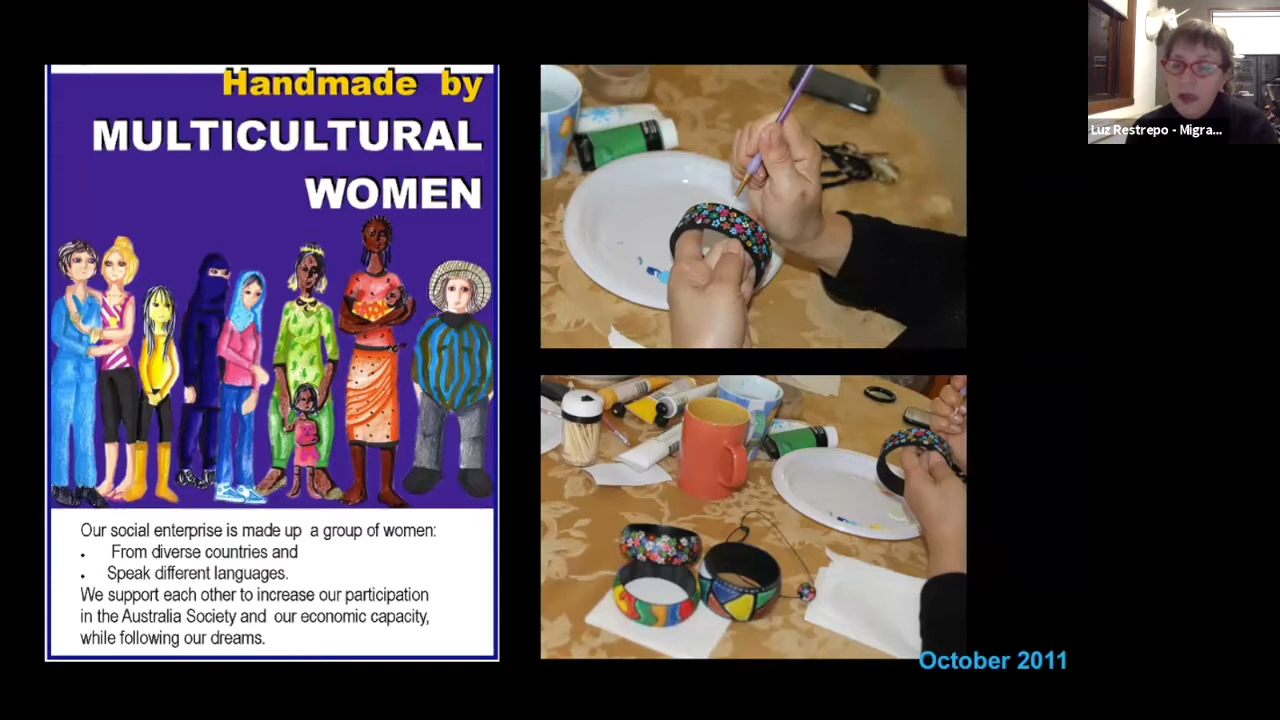 Handmade by
MULTICULTURAL
WOMEN
Our social enterprise is made up a group of women:
• From diverse countries and
• Speak different languages.
We support each other to increase our participation
in the Australia Society and our economic capacity,
while following our dreams.
October 2011
Luz Restrepo - Migra...